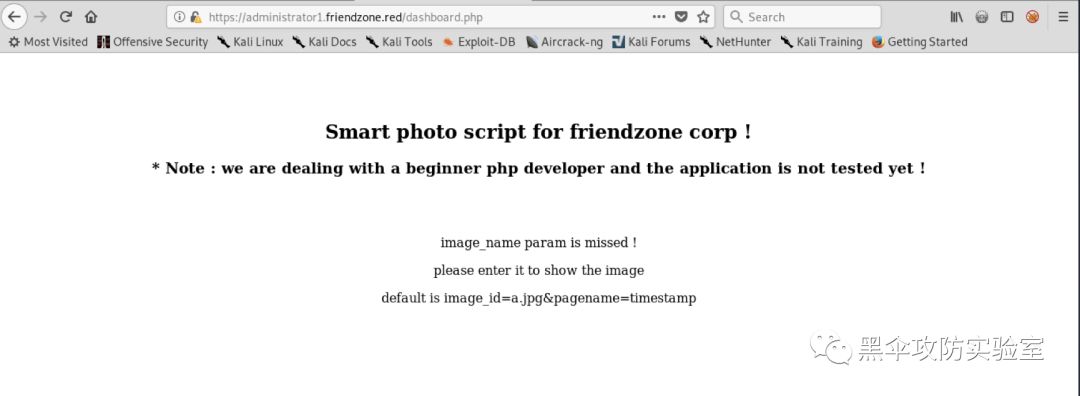 https://administrator1.friendzone.red/dashboard.php
Search
Most Visited Offensive Security Kali Linux Kali Docs Kali Tools Exploit-DB Aircrack-ng Kali Forums NetHunter Kali Training Getting Started
Smart photo script for friendzone corp !
* Note : we are dealing with a beginner php developer and the application is not tested yet !
image_name param is missed !
please enter it to show the image
default is image_id=a.jpg&pagename=timestamp
黑伞攻防实验室